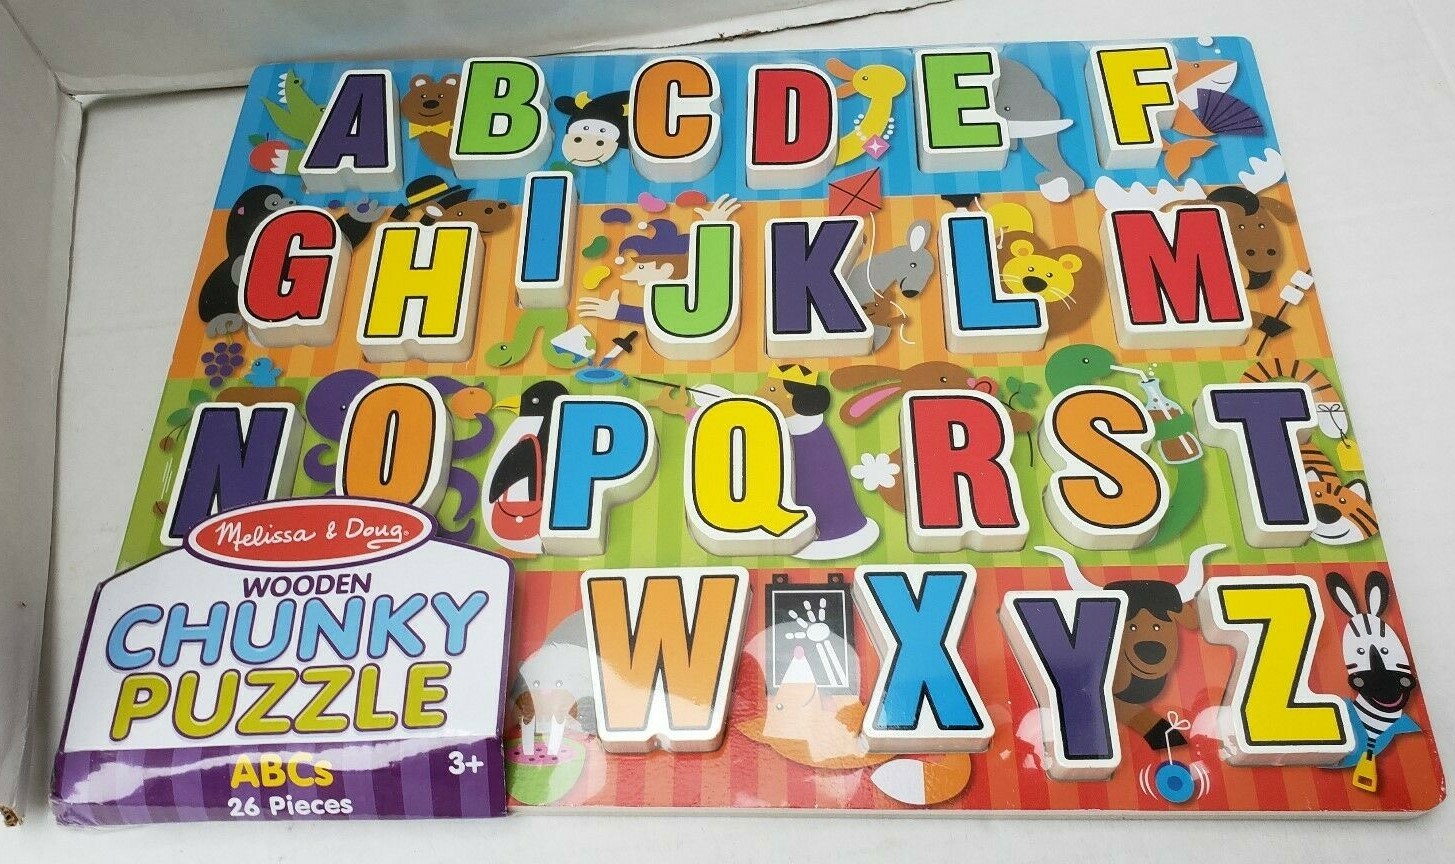 A B C D E F
G H I J K L M
N O P Q R S T
W X Y Z
Melissa & Doug®
WOODEN
CHUNKY
PUZZLE
ABCs
3+
26 Pieces